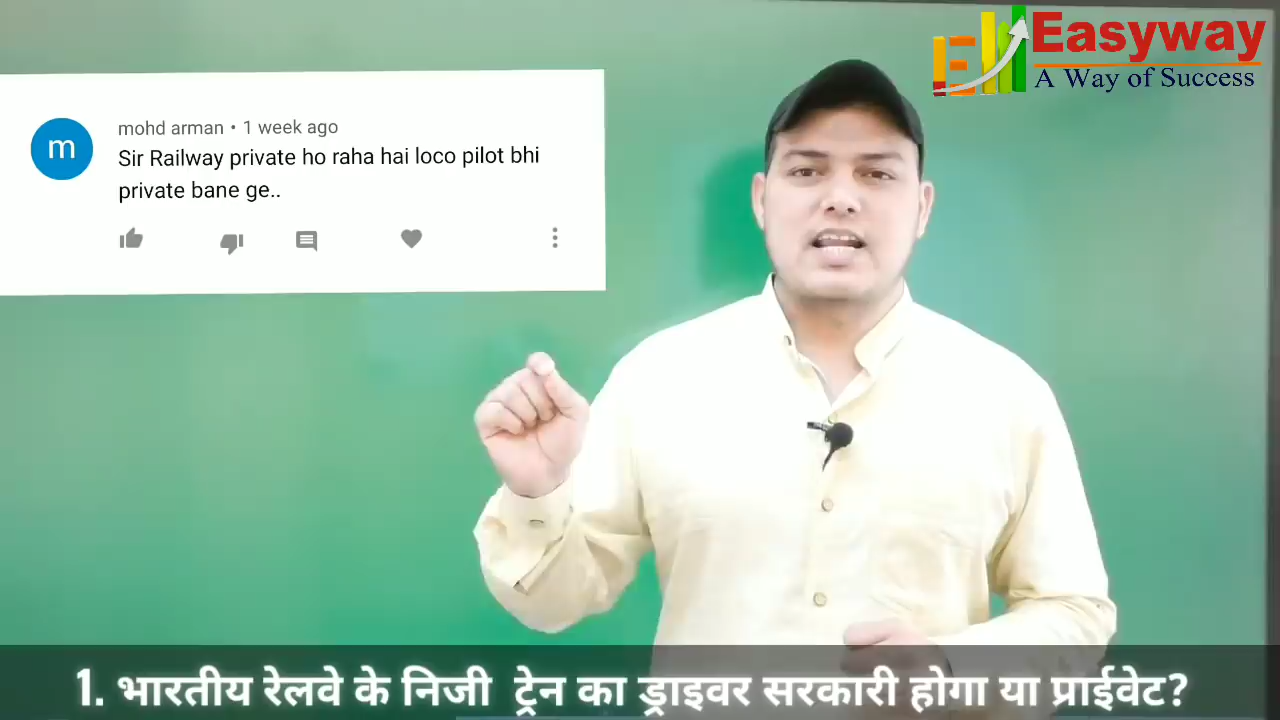 Easyway
A Way of Success
m
mohd arman • 1 week ago
Sir Railway private ho raha hai loco pilot bhi
private bane ge..
1. भारतीय रेलवे के निजी ट्रेन का ड्राइवर सरकारी होगा या प्राईवेट?